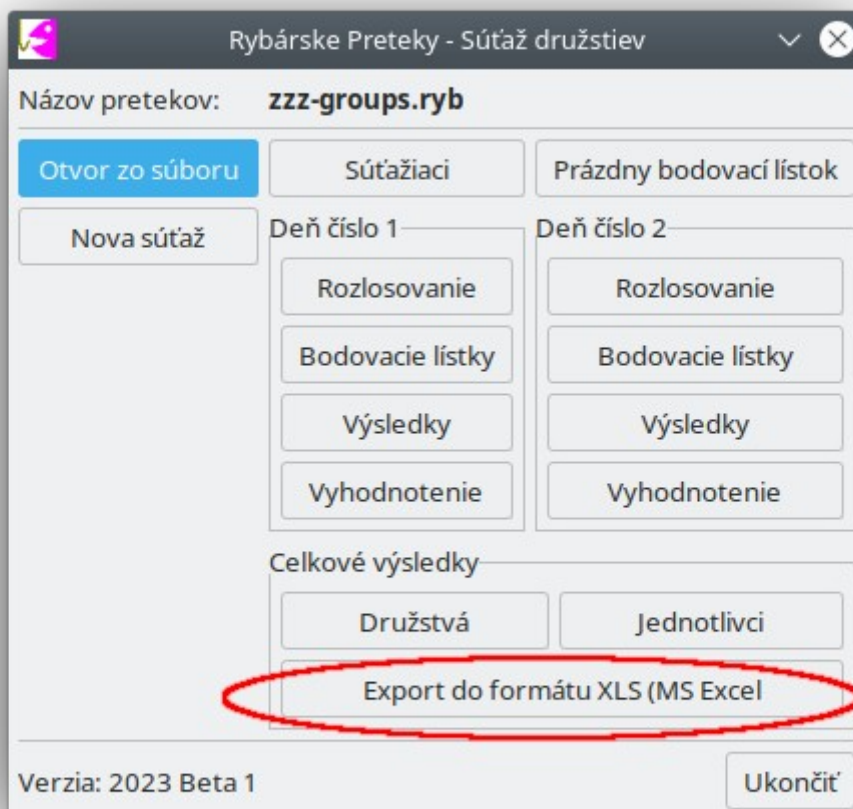 Rybárske Preteky - Súťaž družstiev
Názov pretekov: zzz-groups.ryb
Otvor zo súboru Súťažiaci Prázdny bodovací lístok
Nova súťaž Deň číslo 1 Deň číslo 2
Rozlosovanie Rozlosovanie
Bodovacie lístky Bodovacie lístky
Výsledky Výsledky
Vyhodnotenie Vyhodnotenie
Celkové výsledky
Družstvá Jednotlivci
Export do formátu XLS (MS Excel
Verzia: 2023 Beta 1 Ukončiť